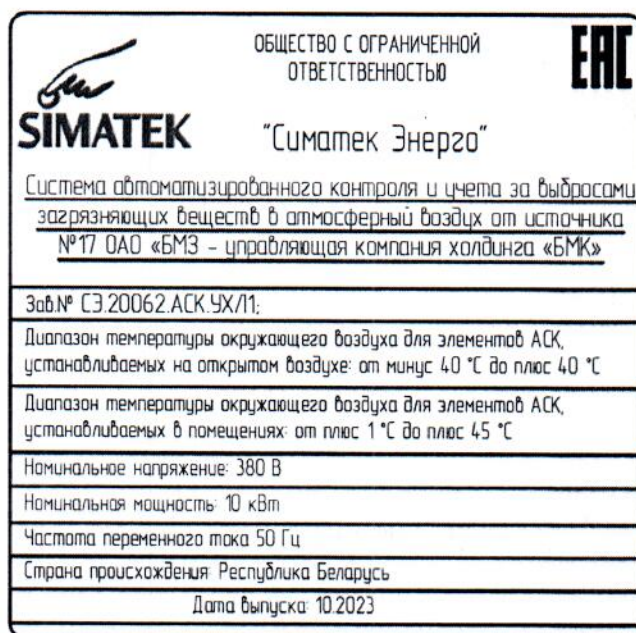 ОБЩЕСТВО С ОГРАНИЧЕННОЙ
ОТВЕТСТВЕННОСТЬЮ
EAC
SIMATEK
"Симатек Энерго"
Система автоматизированного контроля и учета за выбросами
загрязняющих веществ в атмосферный воздух от источника
№17 ОАО «БМЗ - управляющая компания холдинга «БМК»
Зав.№ СЭ.20062.АСК.УХЛ1;
Диапазон температуры окружающего воздуха для элементов АСК,
устанавливаемых на открытом воздухе: от минус 40 °С до плюс 40 °С
Диапазон температуры окружающего воздуха для элементов АСК,
устанавливаемых в помещениях: от плюс 1 °С до плюс 45 °С
Номинальное напряжение: 380 В
Номинальная мощность: 10 кВт
Частота переменного тока 50 Гц
Страна происхождения: Республика Беларусь
Дата выпуска: 10.2023